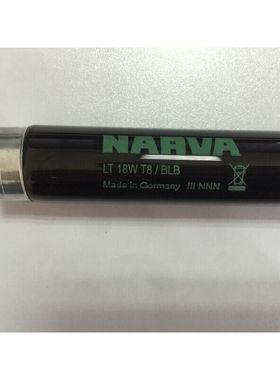 NARVA
LT 18W T8 / BLB
Made in Germany III NNN